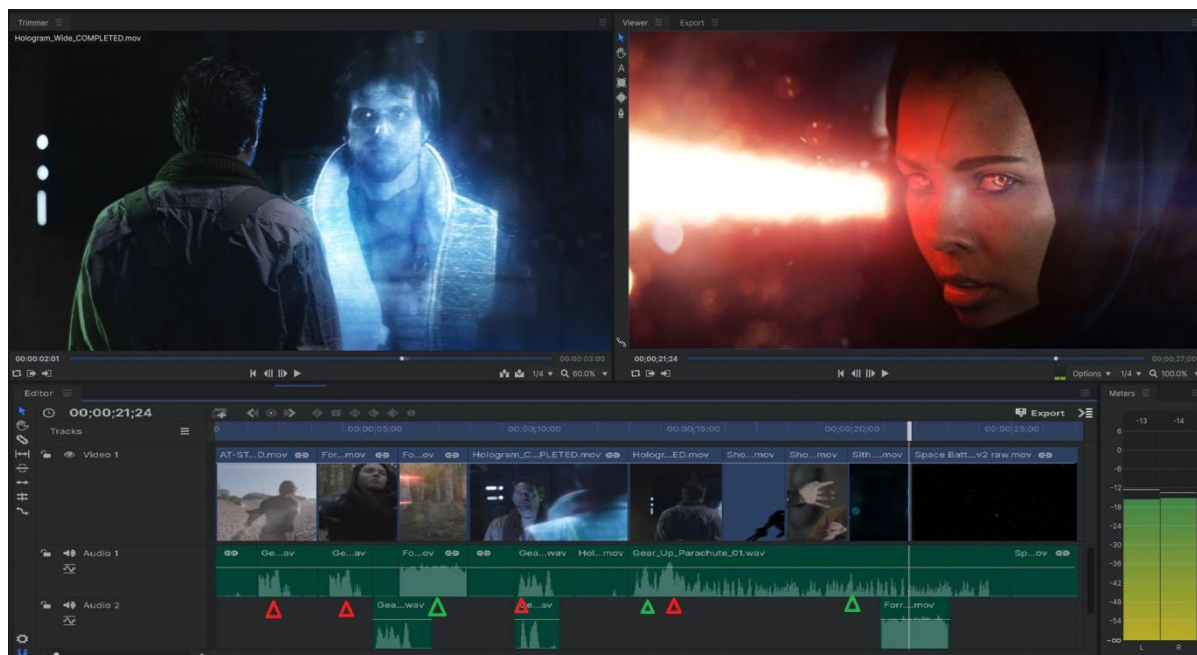 Trimmer
Hologram_Wide_COMPLETED.mov
00:00:02:01
00:00:03:00
1/4
60.0%
Viewer
Export
A
00;00;21;24
00;00;27;00
Options
1/4
100.0%
Editor
00;00;21;24
Export
Tracks
0
00;00;05;00
00;00;10;00
00;00;15;00
00;00;20;00
00;00;25;00
Video 1
AT-ST...D.mov
For...mov
Fo...ov
Hologram_C...PLETED.mov
Hologr...ED.mov
Sho...mov
Sho...mov
Sith ...mov
Space Batt...v2 raw.mov
Audio 1
Ge...av
Ge...av
Fo...ov
Gea...wav
Hol...mov
Gear_Up_Parachute_01.wav
Sp...ov
Audio 2
Gea...wav
Ge...av
Forr...mov
Meters
-13
-14
6
0
-6
-12
-18
-24
-30
-36
-42
-48
-54
-∞
L
R